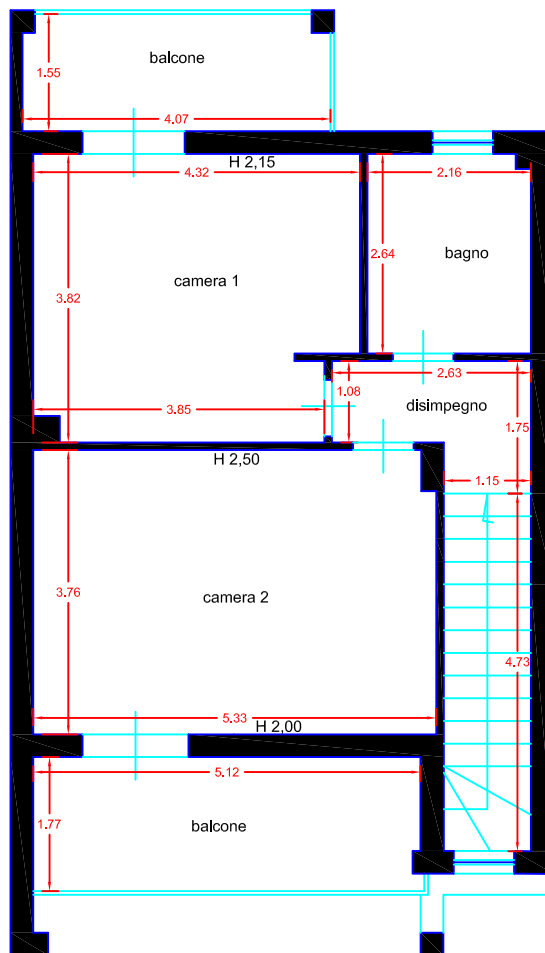 balcone
1.55
4.07
H 2,15
4.32
2.16
2.64
bagno
camera 1
3.82
2.63
1.08
disimpegno
3.85
1.75
H 2,50
1.15
camera 2
3.76
4.73
5.33
H 2,00
5.12
1.77
balcone